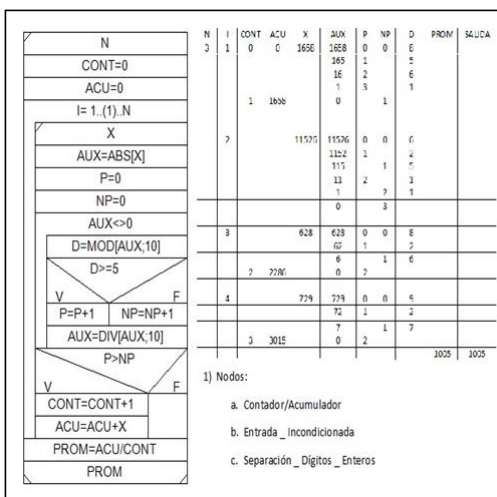 N
CONT=0
ACU=0
I= 1..(1)..N
X
AUX=ABS[X]
P=0
NP=0
AUX<>0
D=MOD[AUX;10]
D>=5
V F
P=P+1 NP=NP+1
AUX=DIV[AUX;10]
P>NP
V F
CONT=CONT+1
ACU=ACU+X
PROM=ACU/CONT
PROM
N I CONT ACU X AUX P NP D PROM SALIDA
3 1 0 0 1658 1658 0 0 8
165 1 5
16 2 6
1 3 1
1 1658 0 1
2 11526 11526 0 0 6
1152 1 2
115 1 5
11 2 1
1 2 1
0 3
3 628 628 0 0 8
62 1 2
6 1 6
2 2286 0 2
4 729 729 0 0 9
72 1 2
7 1 7
3 3015 0 2
1005 1005
1) Nodos:
a. Contador/Acumulador
b. Entrada _ Incondicionada
c. Separación _ Dígitos _ Enteros